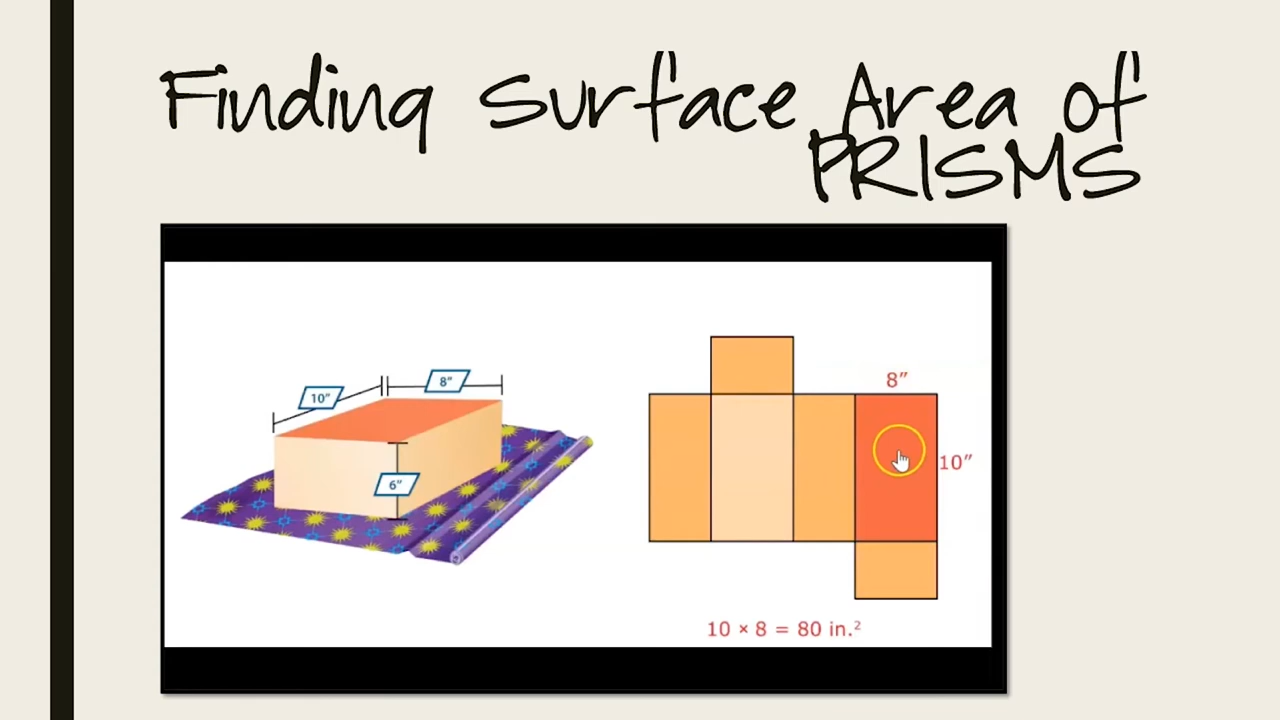 Finding Surface Area of
PRISMS
10"
8"
6"
8"
10"
10 × 8 = 80 in.²